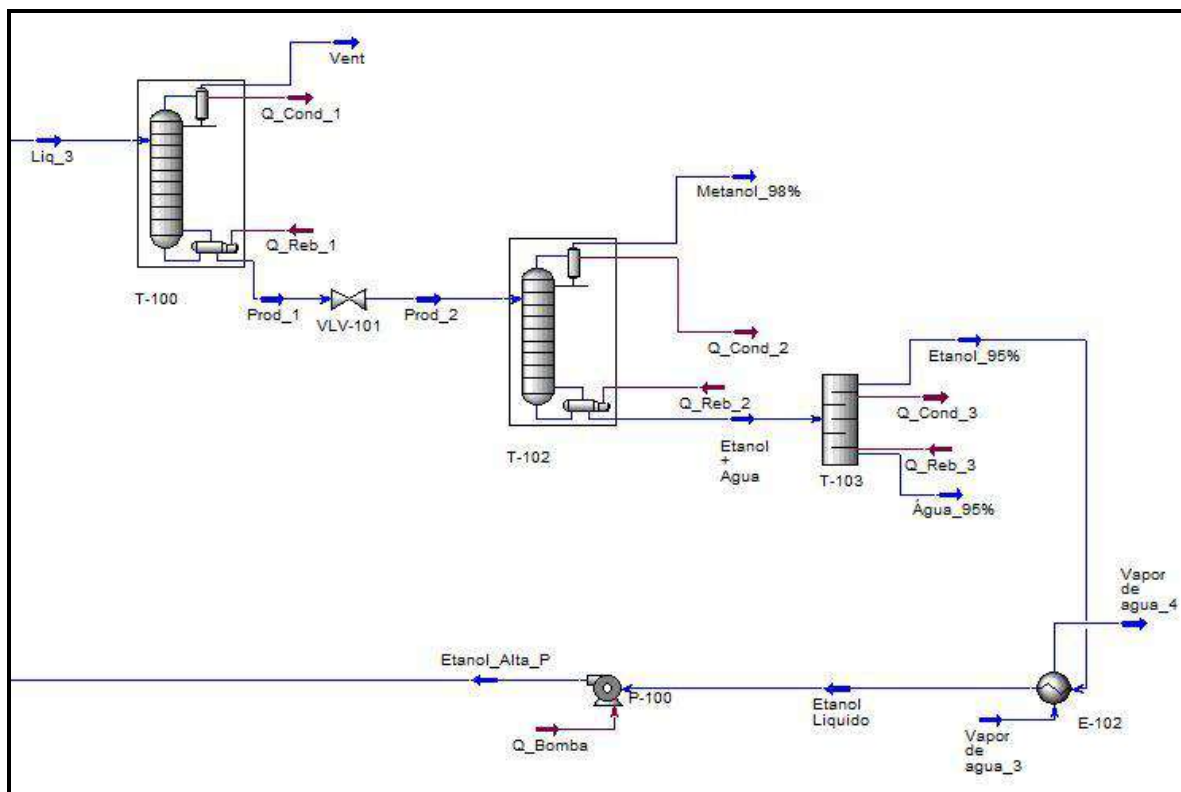 Vent
Q_Cond_1
Liq_3
Metanol_98%
Q_Reb_1
T-100
Prod_1
VLV-101
Prod_2
Q_Cond_2
Etanol_95%
Q_Reb_2
Q_Cond_3
Etanol
+
Agua
T-102
Q_Reb_3
T-103
Água_95%
Vapor
de
agua_4
Etanol_Alta_P
P-100
Etanol
Liquido
E-102
Q_Bomba
Vapor
de
agua_3